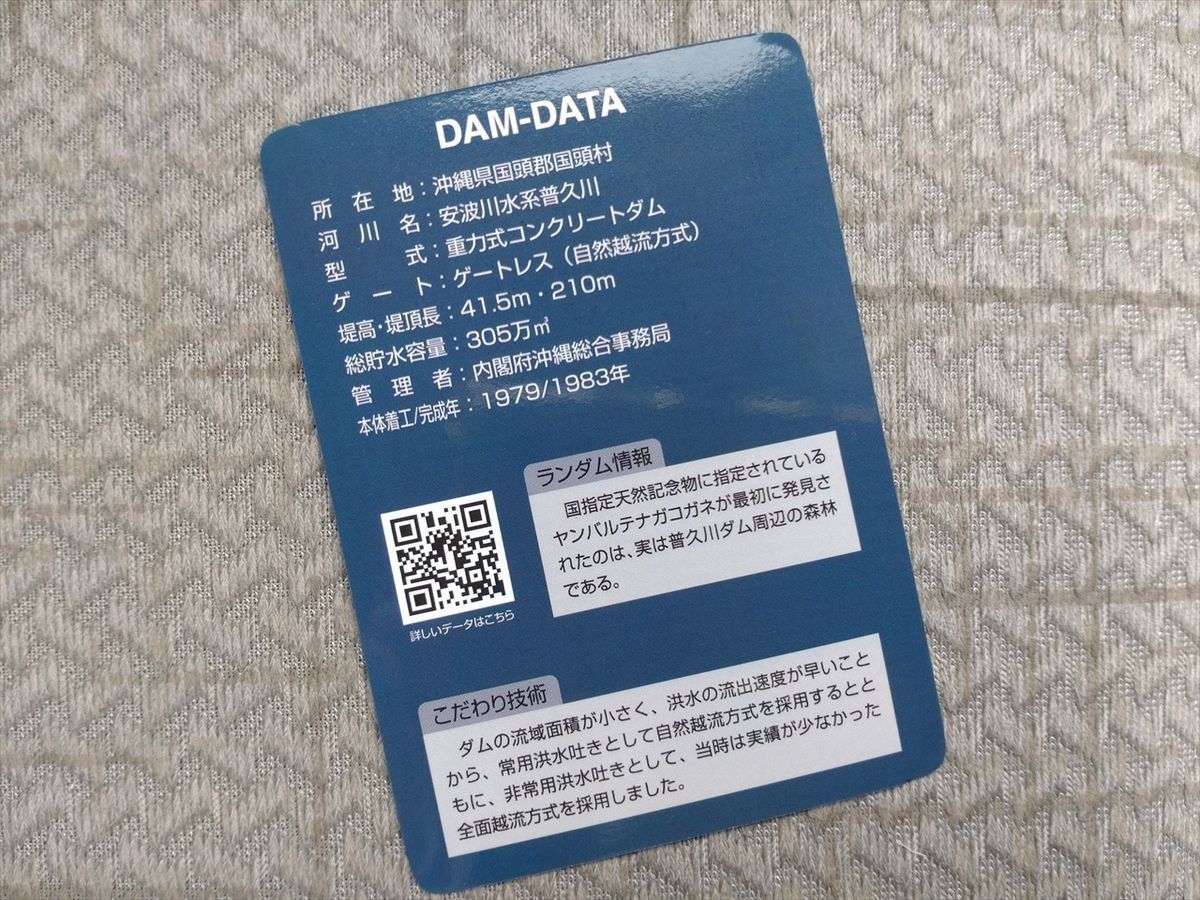 DAM-DATA
所在地：沖縄県国頭郡国頭村
河川名：安波川水系普久川
型式：重力式コンクリートダム
ゲート：ゲートレス（自然越流方式）
堤高・堤頂長：41.5m・210m
総貯水容量：305万㎥
管理者：内閣府沖縄総合事務局
本体着工/完成年：1979/1983年
ランダム情報
国指定天然記念物に指定されている
ヤンバルテナガコガネが最初に発見さ
れたのは、実は普久川ダム周辺の森林
である。
詳しいデータはこちら
こだわり技術
ダムの流域面積が小さく、洪水の流出速度が早いこと
から、常用洪水吐きとして自然越流方式を採用するとと
もに、非常用洪水吐きとして、当時は実績が少なかった
全面越流方式を採用しました。